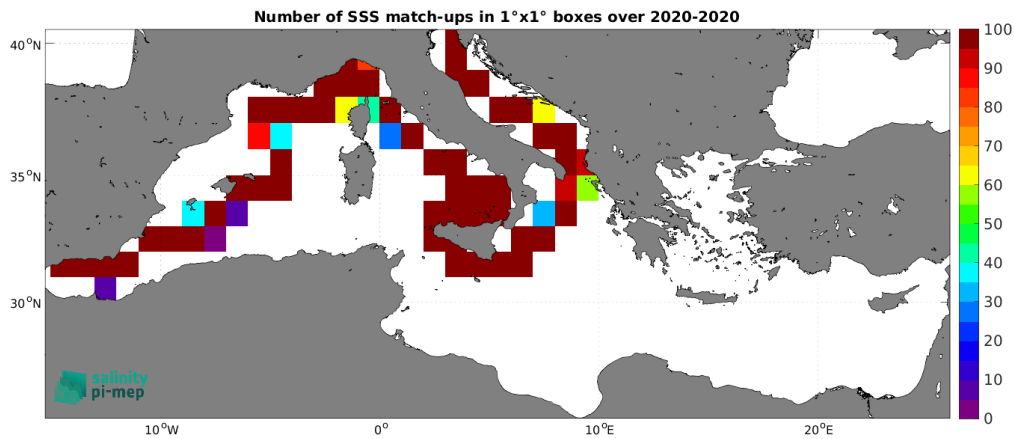 Number of SSS match-ups in 1°x1° boxes over 2020-2020
40°N
35°N
30°N
10°W
0°
10°E
20°E
100
90
80
70
60
50
40
30
20
10
0
salinity
pi-mep